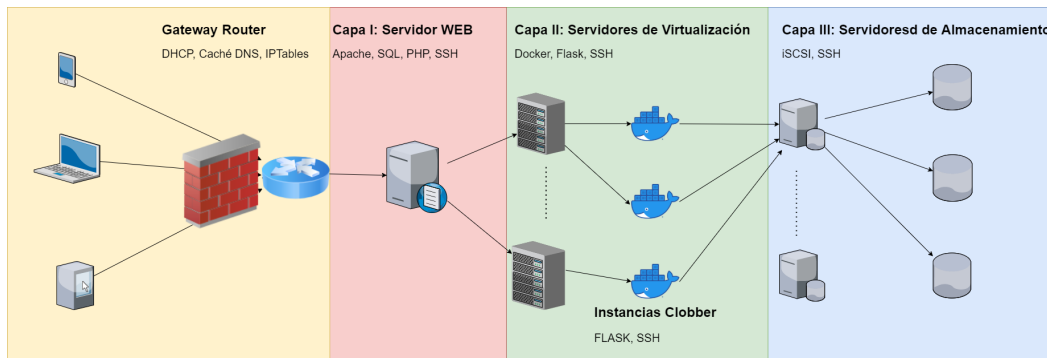 Gateway Router
DHCP, Caché DNS, IPTables
Capa I: Servidor WEB
Apache, SQL, PHP, SSH
Capa II: Servidores de Virtualización
Docker, Flask, SSH
Instancias Clobber
FLASK, SSH
Capa III: Servidoresd de Almacenamiento
iSCSI, SSH